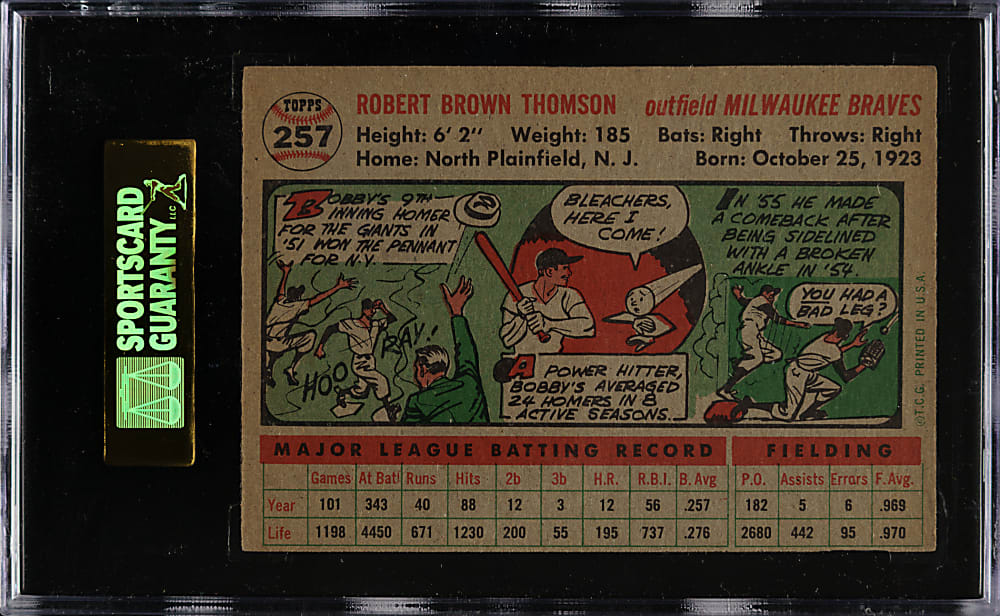 SPORTSCARD
GUARANTY LLC
TOPPS
257
ROBERT BROWN THOMSON outfield MILWAUKEE BRAVES
Height: 6' 2" Weight: 185 Bats: Right Throws: Right
Home: North Plainfield, N. J. Born: October 25, 1923
BOBBY'S 9TH
INNING HOMER
FOR THE GIANTS IN
'51 WON THE PENNANT
FOR N.Y.
RAY!
HOO
BLEACHERS,
HERE I
COME!
A POWER HITTER,
BOBBY'S AVERAGED
24 HOMERS IN 8
ACTIVE SEASONS.
IN '55 HE MADE
A COMEBACK AFTER
BEING SIDELINED
WITH A BROKEN
ANKLE IN '54.
YOU HAD A
BAD LEG?
©T.C.G. PRINTED IN U.S.A.
MAJOR LEAGUE BATTING RECORD FIELDING
Games At Bat Runs Hits 2b 3b H.R. R.B.I. B. Avg P.O. Assists Errors F. Avg.
Year 101 343 40 88 12 3 12 56 .257 182 5 6 .969
Life 1198 4450 671 1230 200 55 195 737 .276 2680 442 95 .970